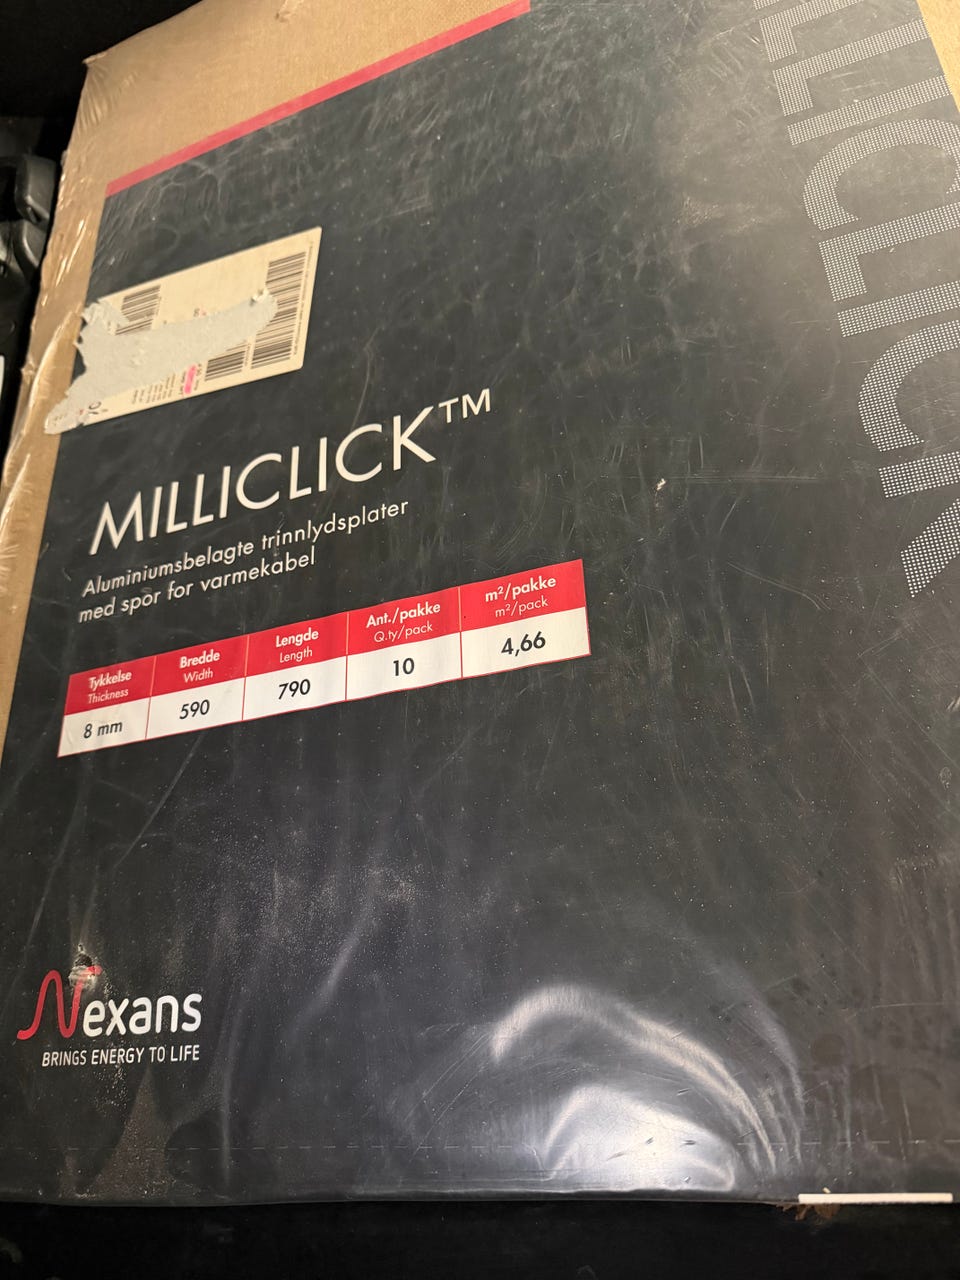 MILLICLICK
MILLICLICK™
Aluminiumsbelagte trinnlydsplater
med spor for varmekabel
Tykkelse Bredde Lengde Ant./pakke m²/pakke
Thickness Width Length Q.ty/pack m²/pack
8 mm 590 790 10 4,66
Nexans
BRINGS ENERGY TO LIFE